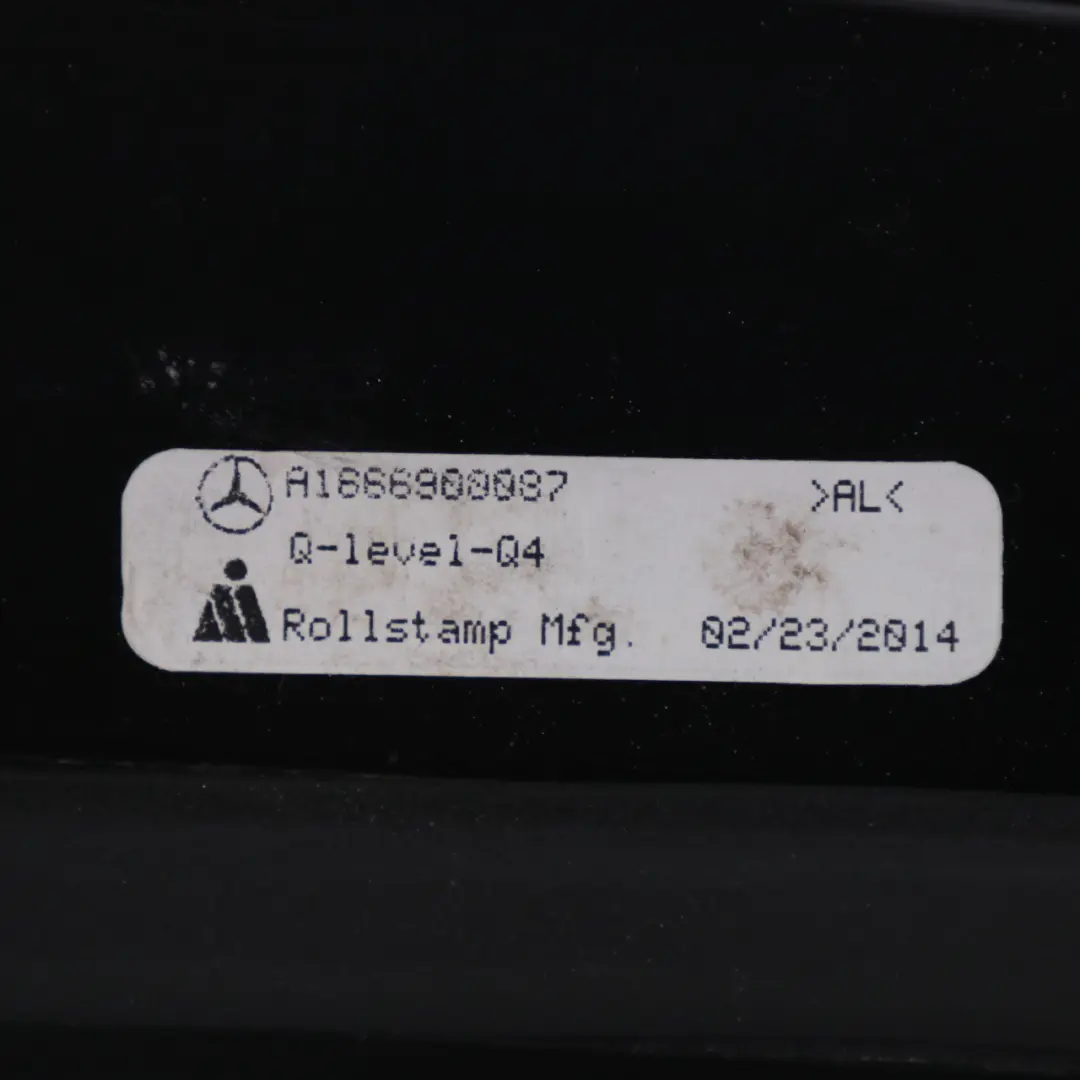 A1666900087
>AL<
Q-level-Q4
Rollstamp Mfg. 02/23/2014